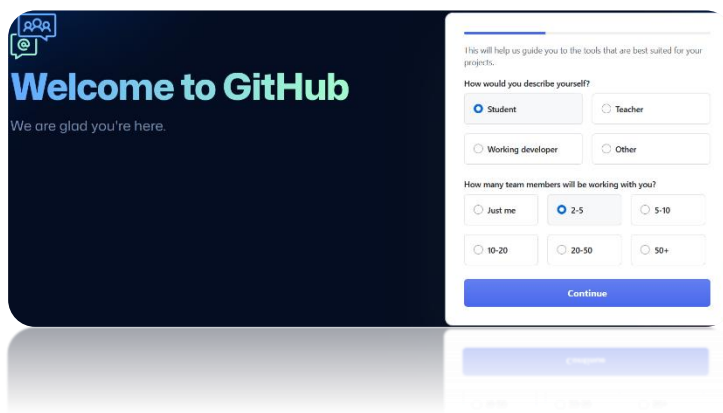 @
Welcome to GitHub
We are glad you're here.
This will help us guide you to the tools that are best suited for your
projects.
How would you describe yourself?
Student
Teacher
Working developer
Other
How many team members will be working with you?
Just me
2-5
5-10
10-20
20-50
50+
Continue